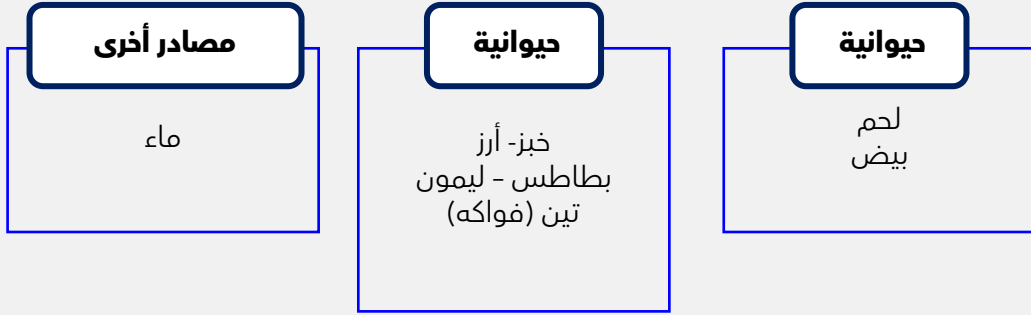 حيوانية
لحم
بيض
حيوانية
خبز- أرز
بطاطس – ليمون
تين (فواكه)
مصادر أخرى
ماء